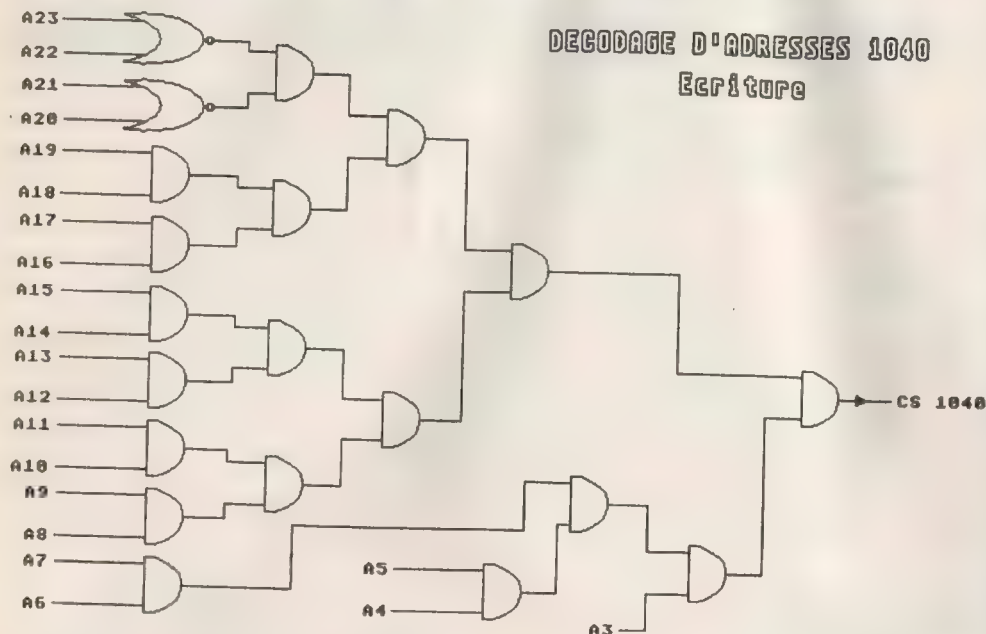 DECODAGE D'ADRESSES 1040
Ecriture
A23
A22
A21
A20
A19
A18
A17
A16
A15
A14
A13
A12
A11
A10
A9
A8
A7
A6
A5
A4
A3
CS 1040